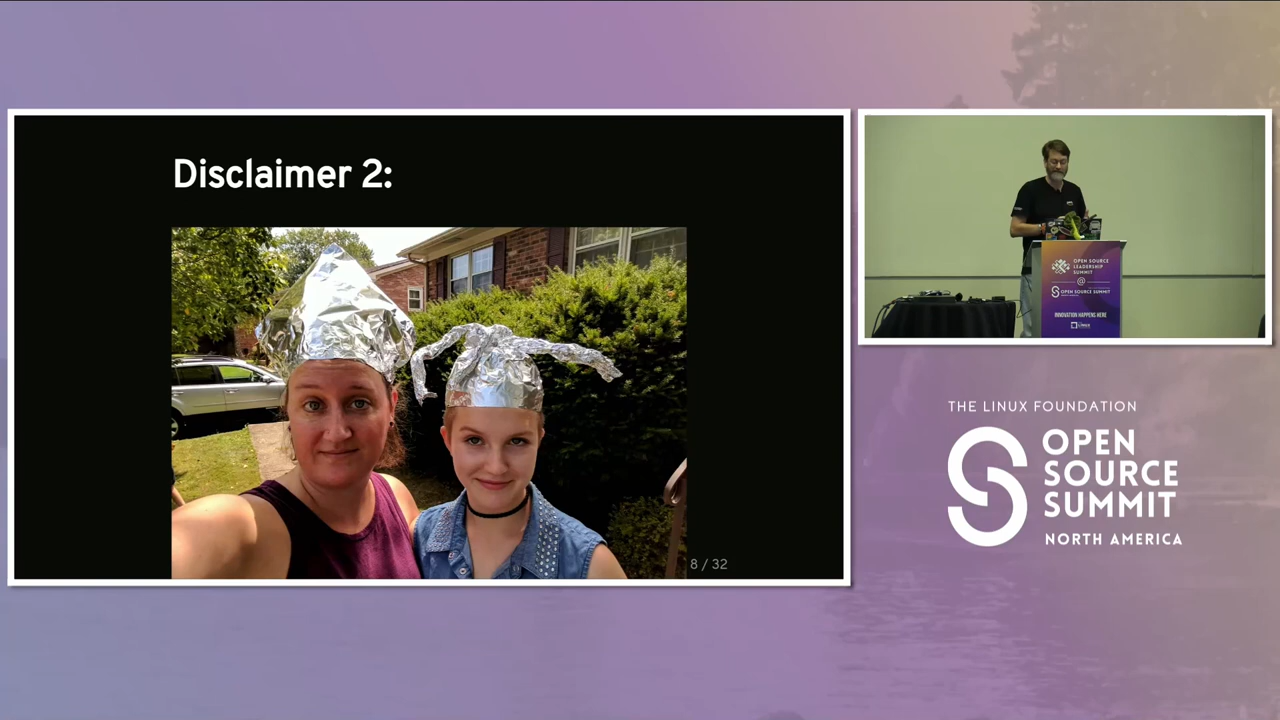 Disclaimer 2:
8 / 32
OPEN SOURCE
LEADERSHIP
SUMMIT
@
OPEN SOURCE SUMMIT
INNOVATION HAPPENS HERE
THE LINUX FOUNDATION
OPEN
SOURCE
SUMMIT
NORTH AMERICA